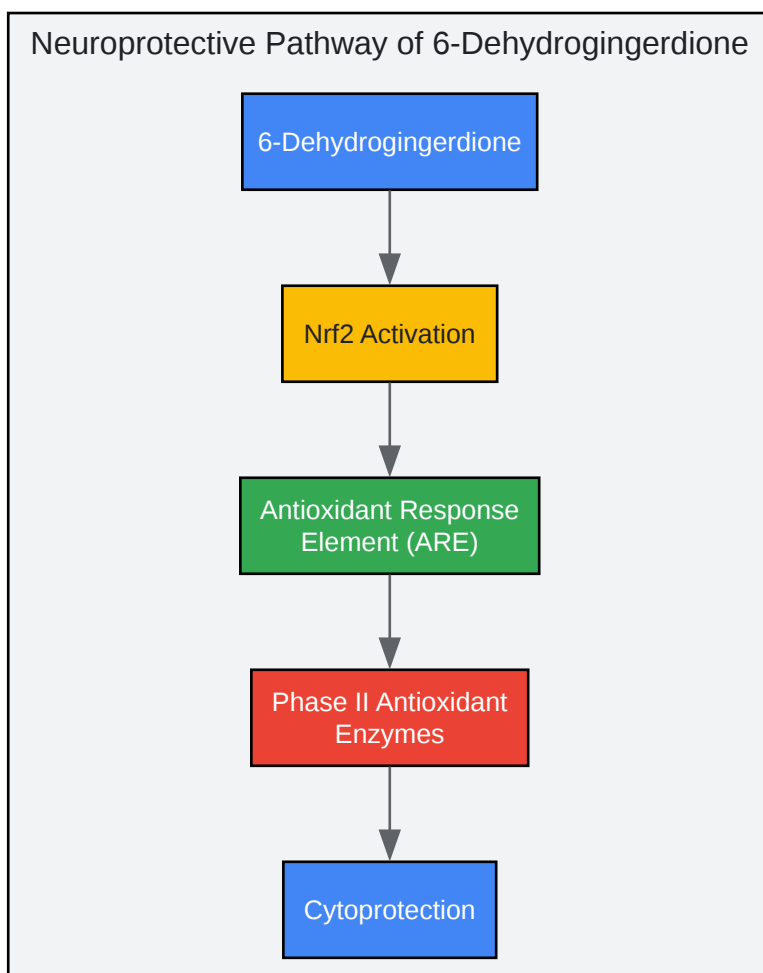 Neuroprotective Pathway of 6-Dehydrogingerdione
6-Dehydrogingerdione
Nrf2 Activation
Antioxidant Response
Element (ARE)
Phase II Antioxidant
Enzymes
Cytoprotection